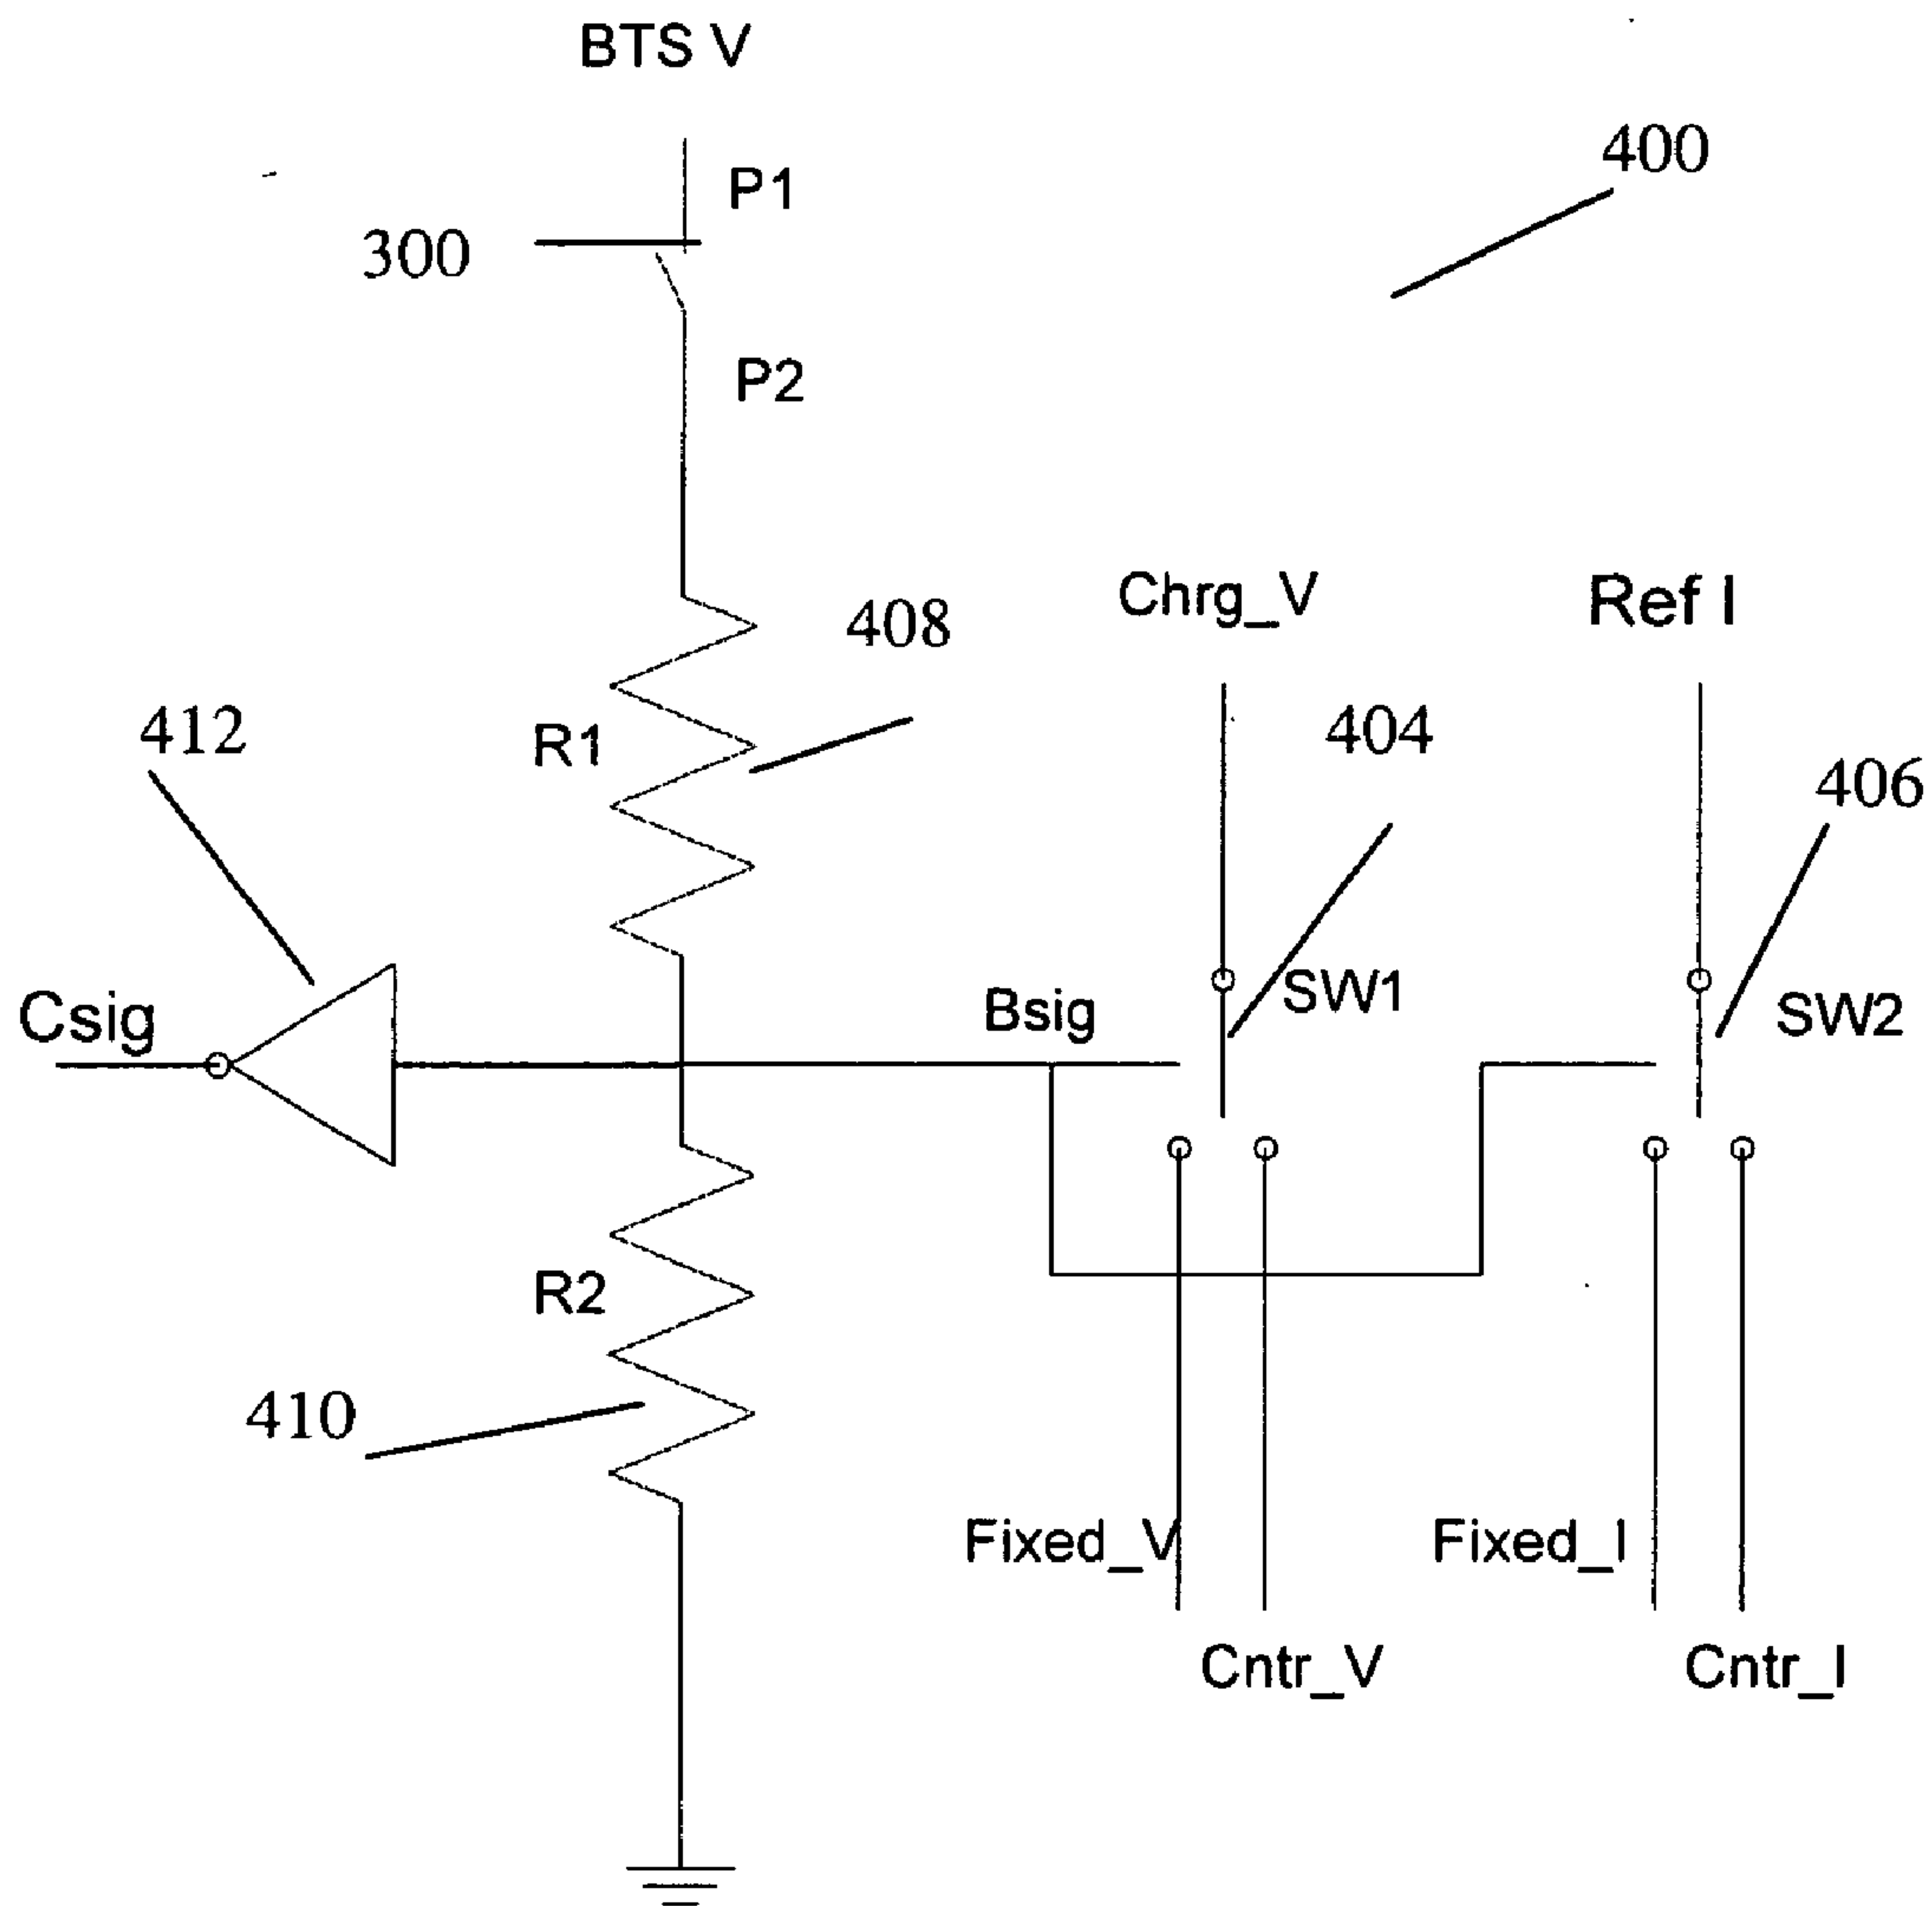 BTS V
P1
400
300
P2
Chrg_V
Ref I
408
412
R1
404
406
Csig
Bsig
SW1
SW2
R2
410
Fixed_V
Fixed_I
Cntr_V
Cntr_I